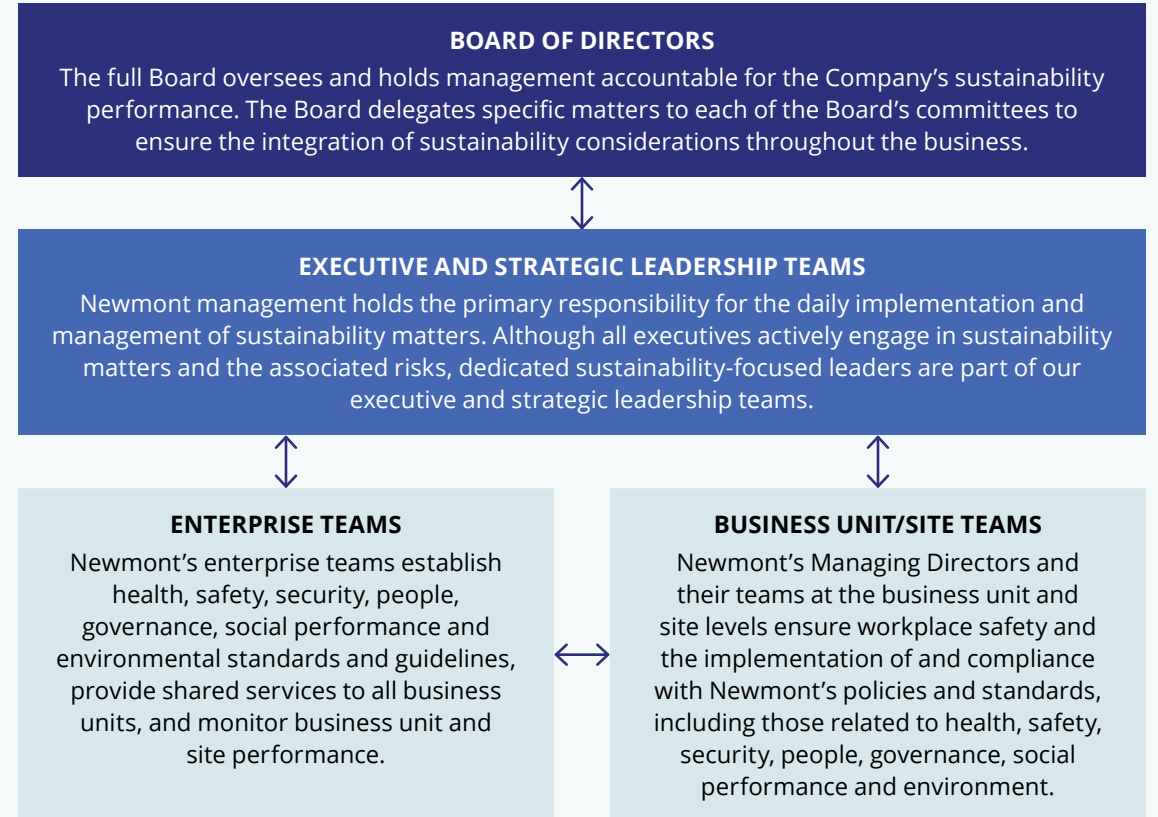 BOARD OF DIRECTORS
The full Board oversees and holds management accountable for the Company’s sustainability
performance. The Board delegates specific matters to each of the Board’s committees to
ensure the integration of sustainability considerations throughout the business.
EXECUTIVE AND STRATEGIC LEADERSHIP TEAMS
Newmont management holds the primary responsibility for the daily implementation and
management of sustainability matters. Although all executives actively engage in sustainability
matters and the associated risks, dedicated sustainability-focused leaders are part of our
executive and strategic leadership teams.
ENTERPRISE TEAMS
Newmont’s enterprise teams establish
health, safety, security, people,
governance, social performance and
environmental standards and guidelines,
provide shared services to all business
units, and monitor business unit and
site performance.
BUSINESS UNIT/SITE TEAMS
Newmont’s Managing Directors and
their teams at the business unit and
site levels ensure workplace safety and
the implementation of and compliance
with Newmont’s policies and standards,
including those related to health, safety,
security, people, governance, social
performance and environment.